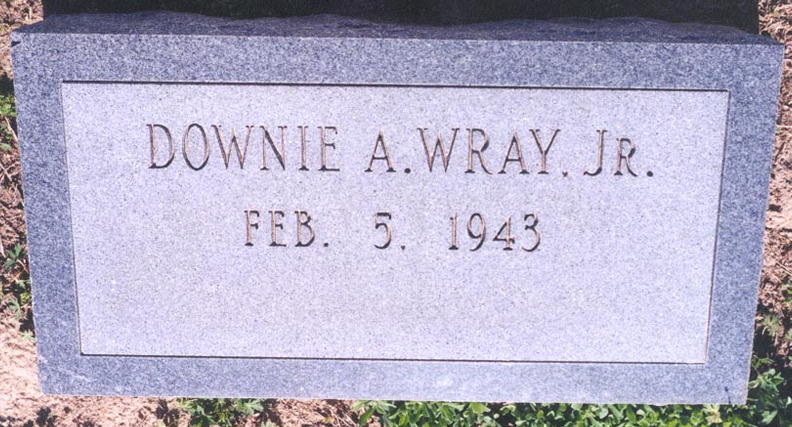 DOWNIE A. WRAY, JR.
FEB. 5, 1943